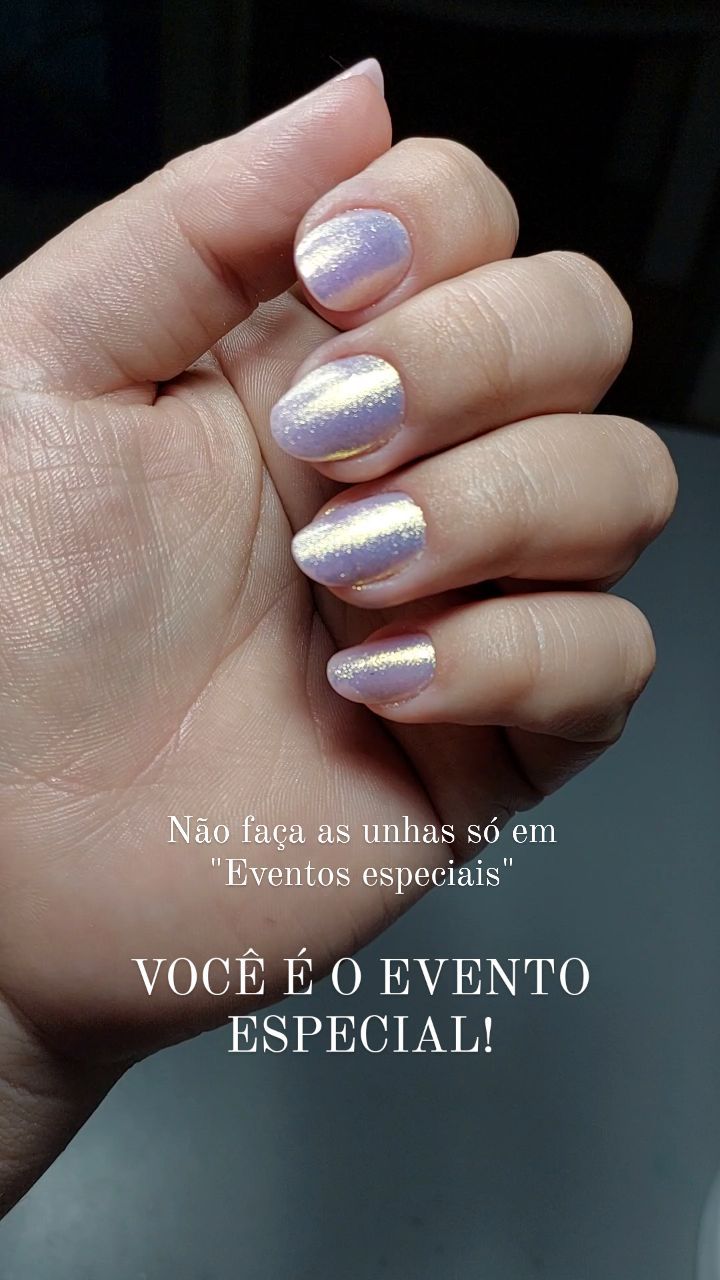 Não faça as unhas só em
"Eventos especiais"
VOCÊ É O EVENTO
ESPECIAL!